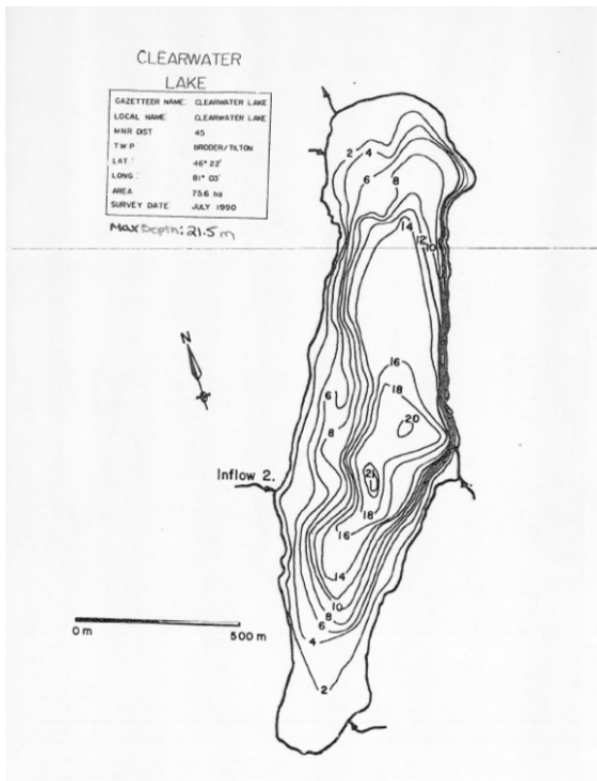 CLEARWATER
LAKE
GAZETTEER NAME: CLEARWATER LAKE
LOCAL NAME CLEARWATER LAKE
MNR DIST 45
T W P BRODER/TILTON
LAT: 46° 22'
LONG: 81° 03'
AREA 75.6 ha
SURVEY DATE: JULY 1990
Max Depth: 21.5 m
2 4
6 8
14
12
10
N
16
6
18
8
20
Inflow 2.
21
18
16
14
10
8
6
4
0 m 500 m
2